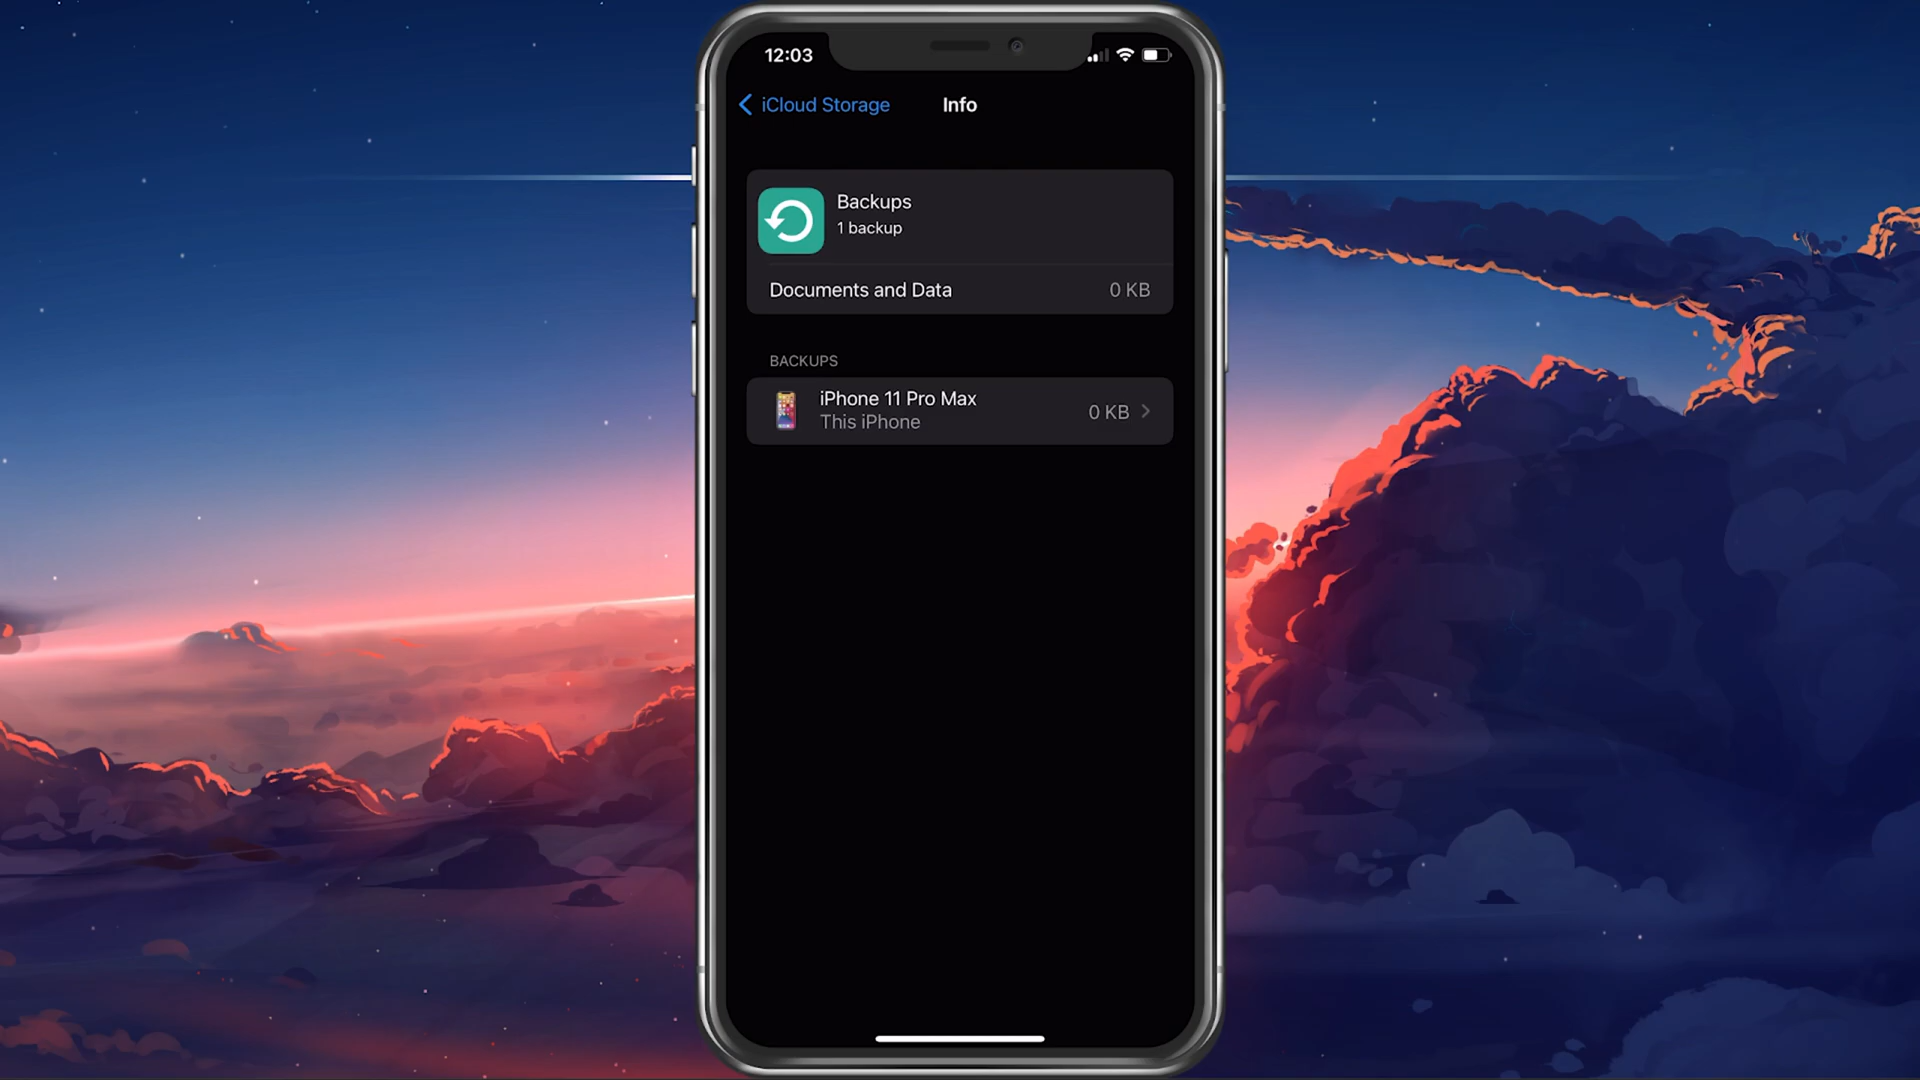 12:03
iCloud Storage
Info
Backups
1 backup
Documents and Data
0 KB
BACKUPS
iPhone 11 Pro Max
This iPhone
0 KB